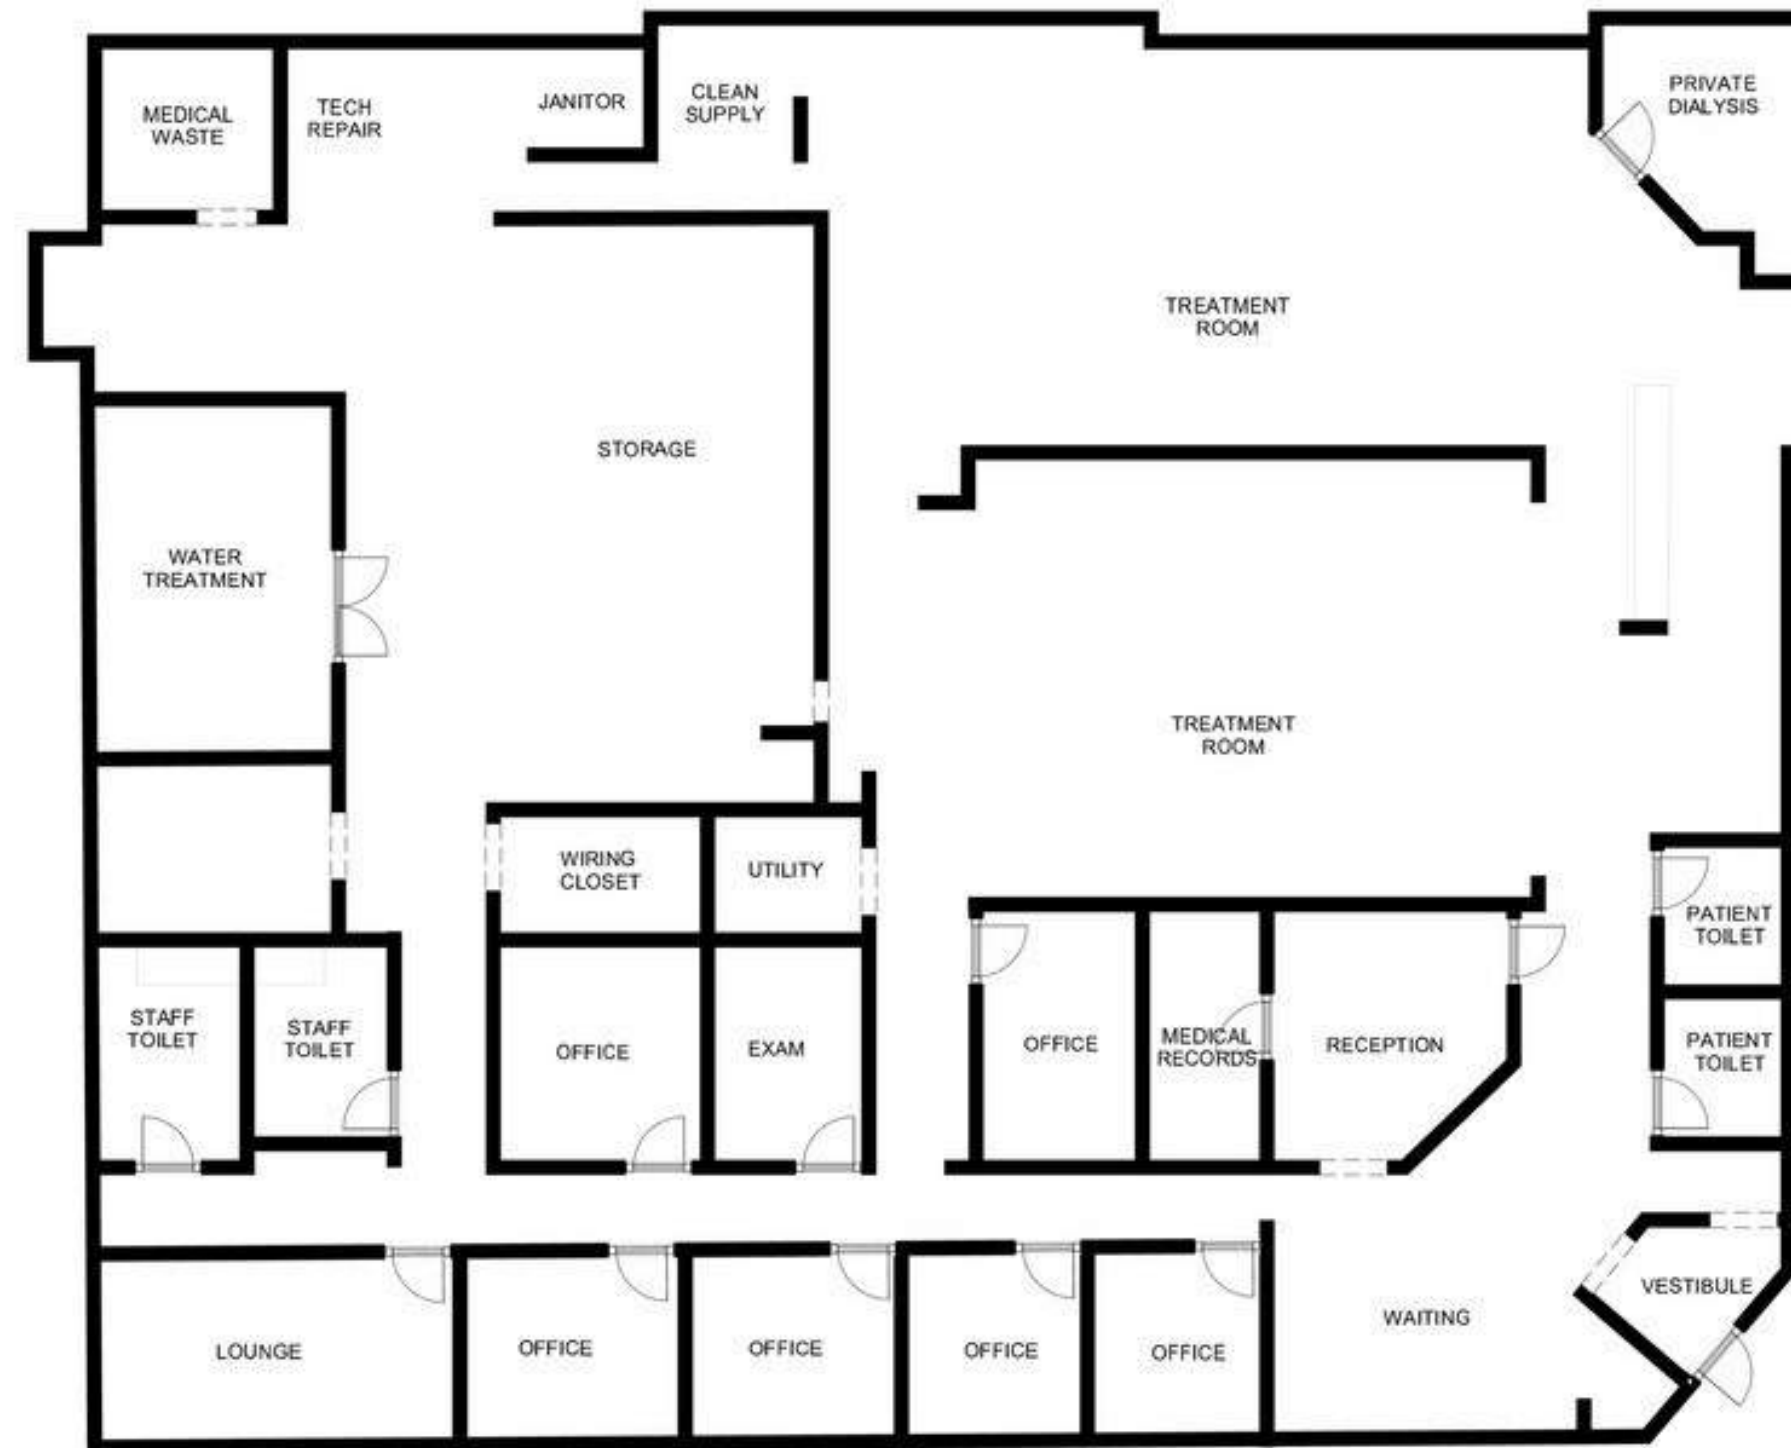 MEDICAL
WASTE
TECH
REPAIR
JANITOR
CLEAN
SUPPLY
PRIVATE
DIALYSIS
TREATMENT
ROOM
STORAGE
WATER
TREATMENT
TREATMENT
ROOM
WIRING
CLOSET
UTILITY
PATIENT
TOILET
STAFF
TOILET
STAFF
TOILET
OFFICE
EXAM
OFFICE
MEDICAL
RECORDS
RECEPTION
PATIENT
TOILET
VESTIBULE
WAITING
LOUNGE
OFFICE
OFFICE
OFFICE
OFFICE